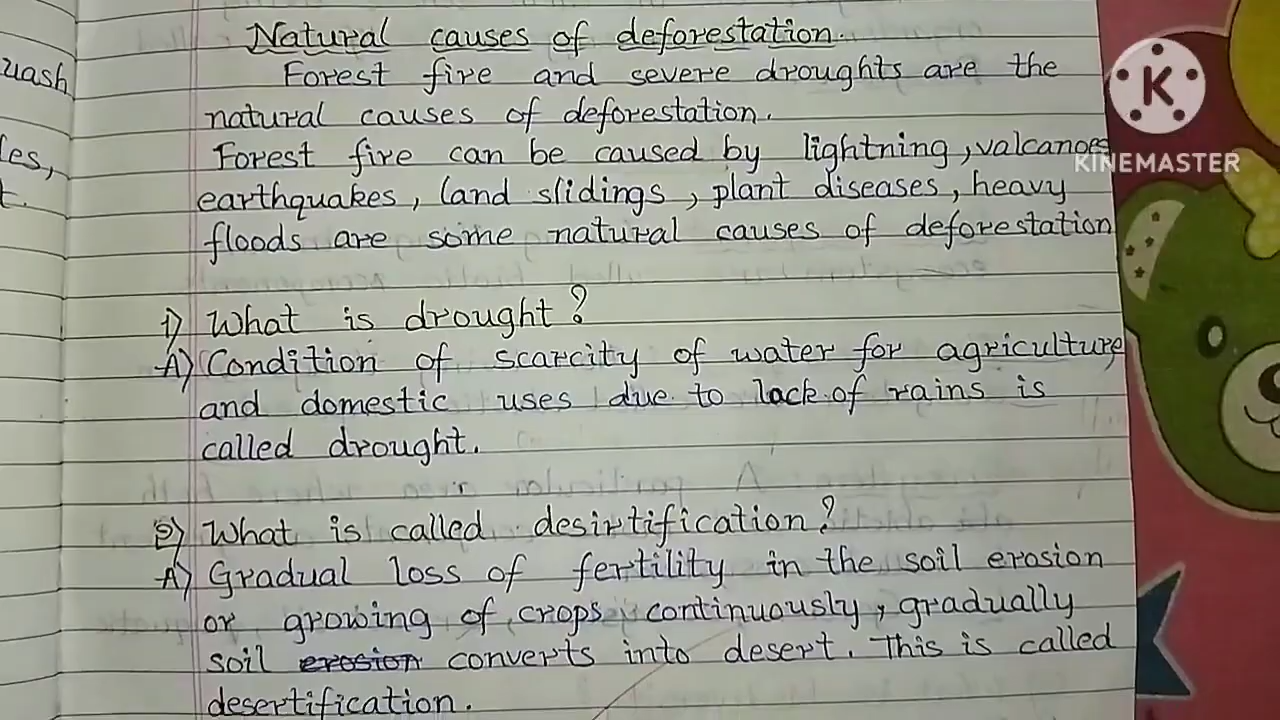 Natural causes of deforestation.
Forest fire and severe droughts are the
natural causes of deforestation.
Forest fire can be caused by lightning, valcanoes
earthquakes, land slidings, plant diseases, heavy
floods are some natural causes of deforestation
1) What is drought?
A) Condition of scarcity of water for agriculture
and domestic uses due to lack of rains is
called drought.
2) What is called desirtification?
A) Gradual loss of fertility in the soil erosion
or growing of crops continuously, gradually
soil erosion converts into desert. This is called
desertification.
uash
les,
t.
K
KINEMASTER